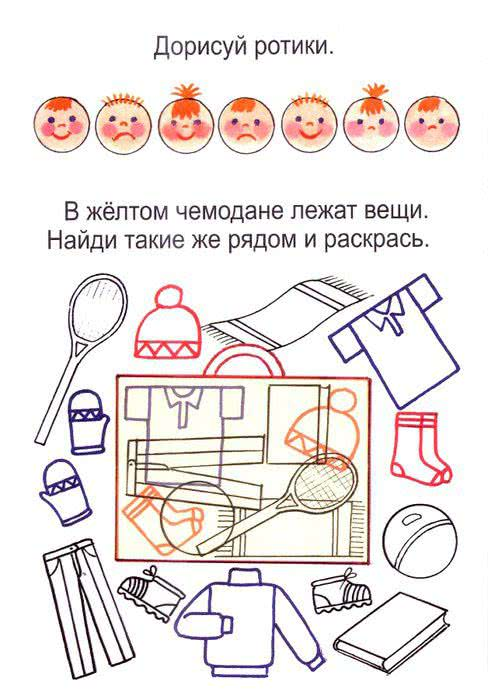 Дорисуй ротики.
В жёлтом чемодане лежат вещи.
Найди такие же рядом и раскрась.